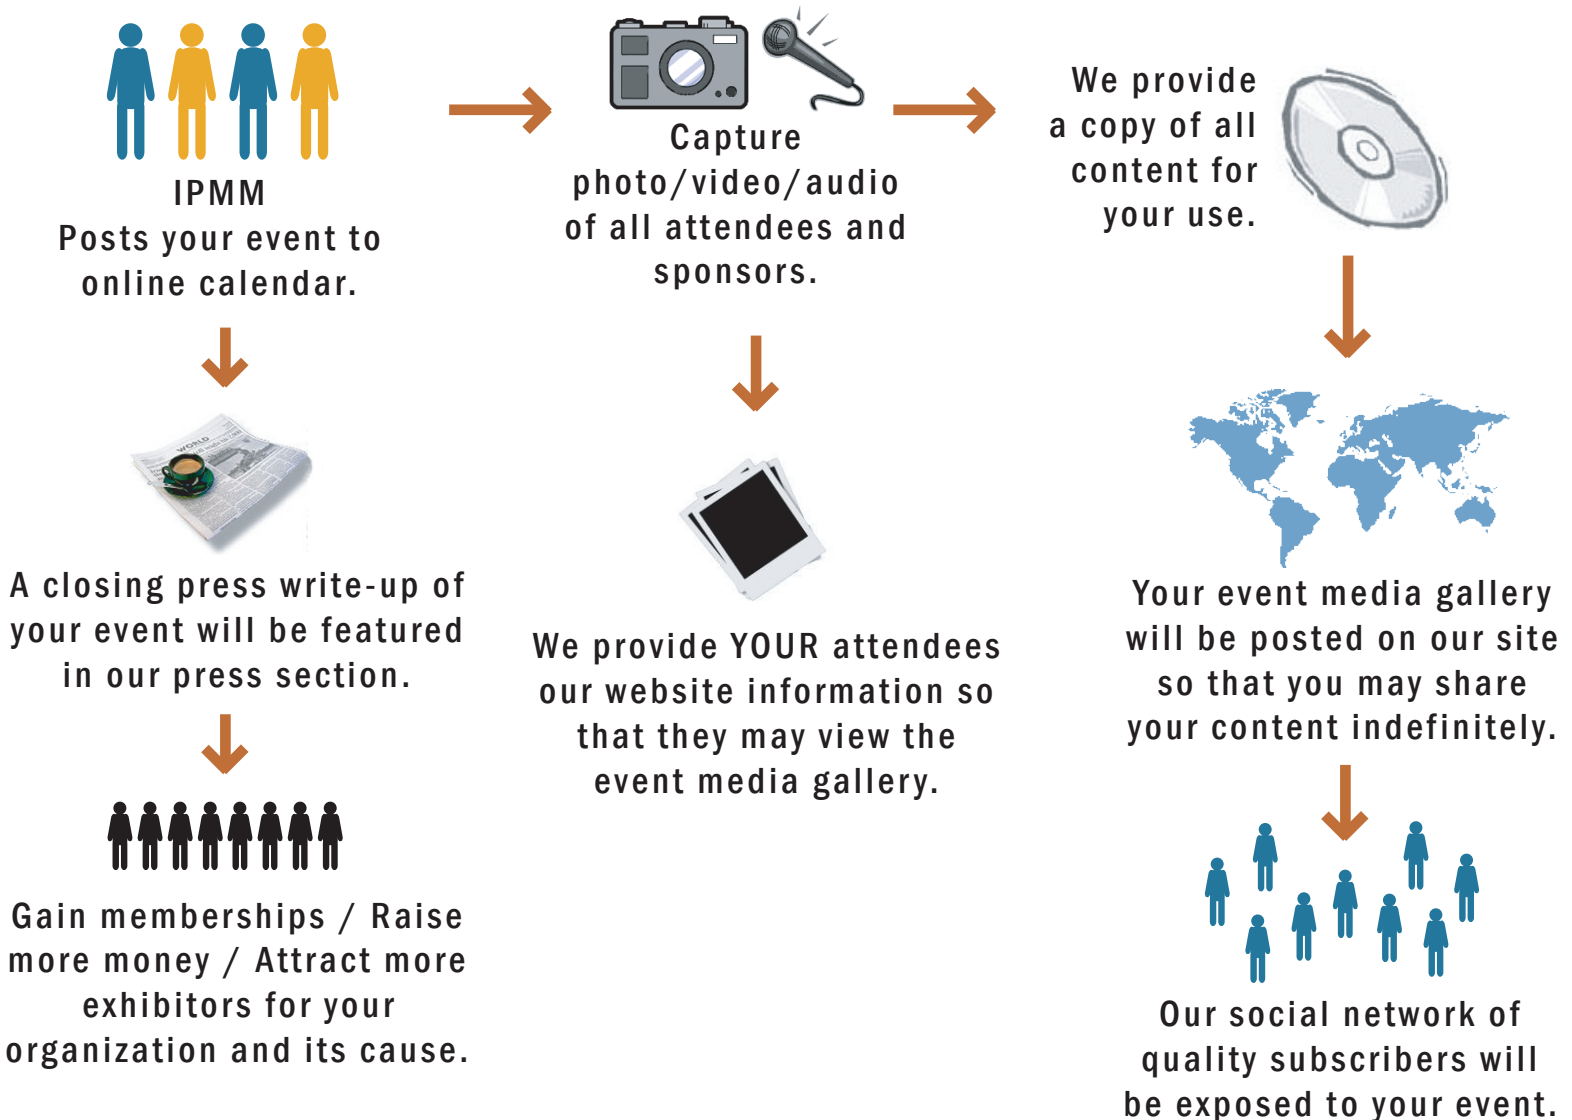 IPMM
Posts your event to
online calendar.
Capture
photo/video/audio
of all attendees and
sponsors.
We provide
a copy of all
content for
your use.
WORLD
A closing press write-up of
your event will be featured
in our press section.
We provide YOUR attendees
our website information so
that they may view the
event media gallery.
Your event media gallery
will be posted on our site
so that you may share
your content indefinitely.
Gain memberships / Raise
more money / Attract more
exhibitors for your
organization and its cause.
Our social network of
quality subscribers will
be exposed to your event.